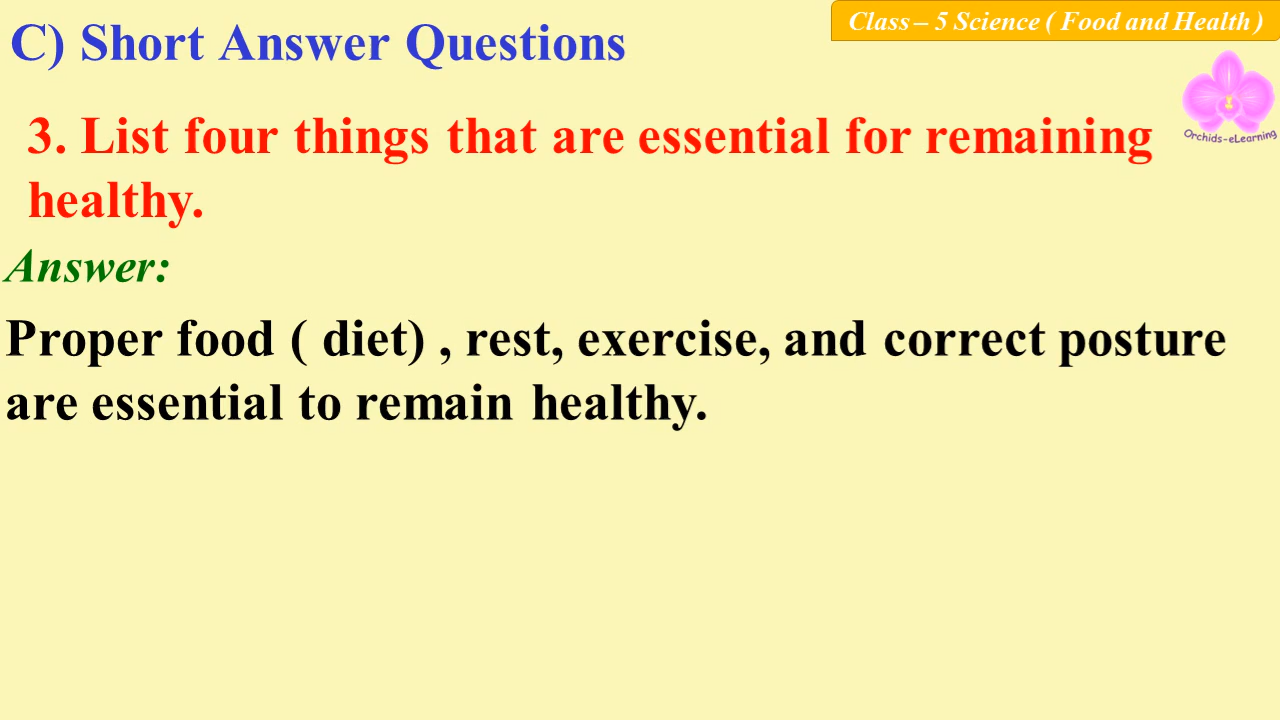 C) Short Answer Questions
Class – 5 Science ( Food and Health )
Orchids-eLearning
3. List four things that are essential for remaining
healthy.
Answer:
Proper food ( diet) , rest, exercise, and correct posture
are essential to remain healthy.